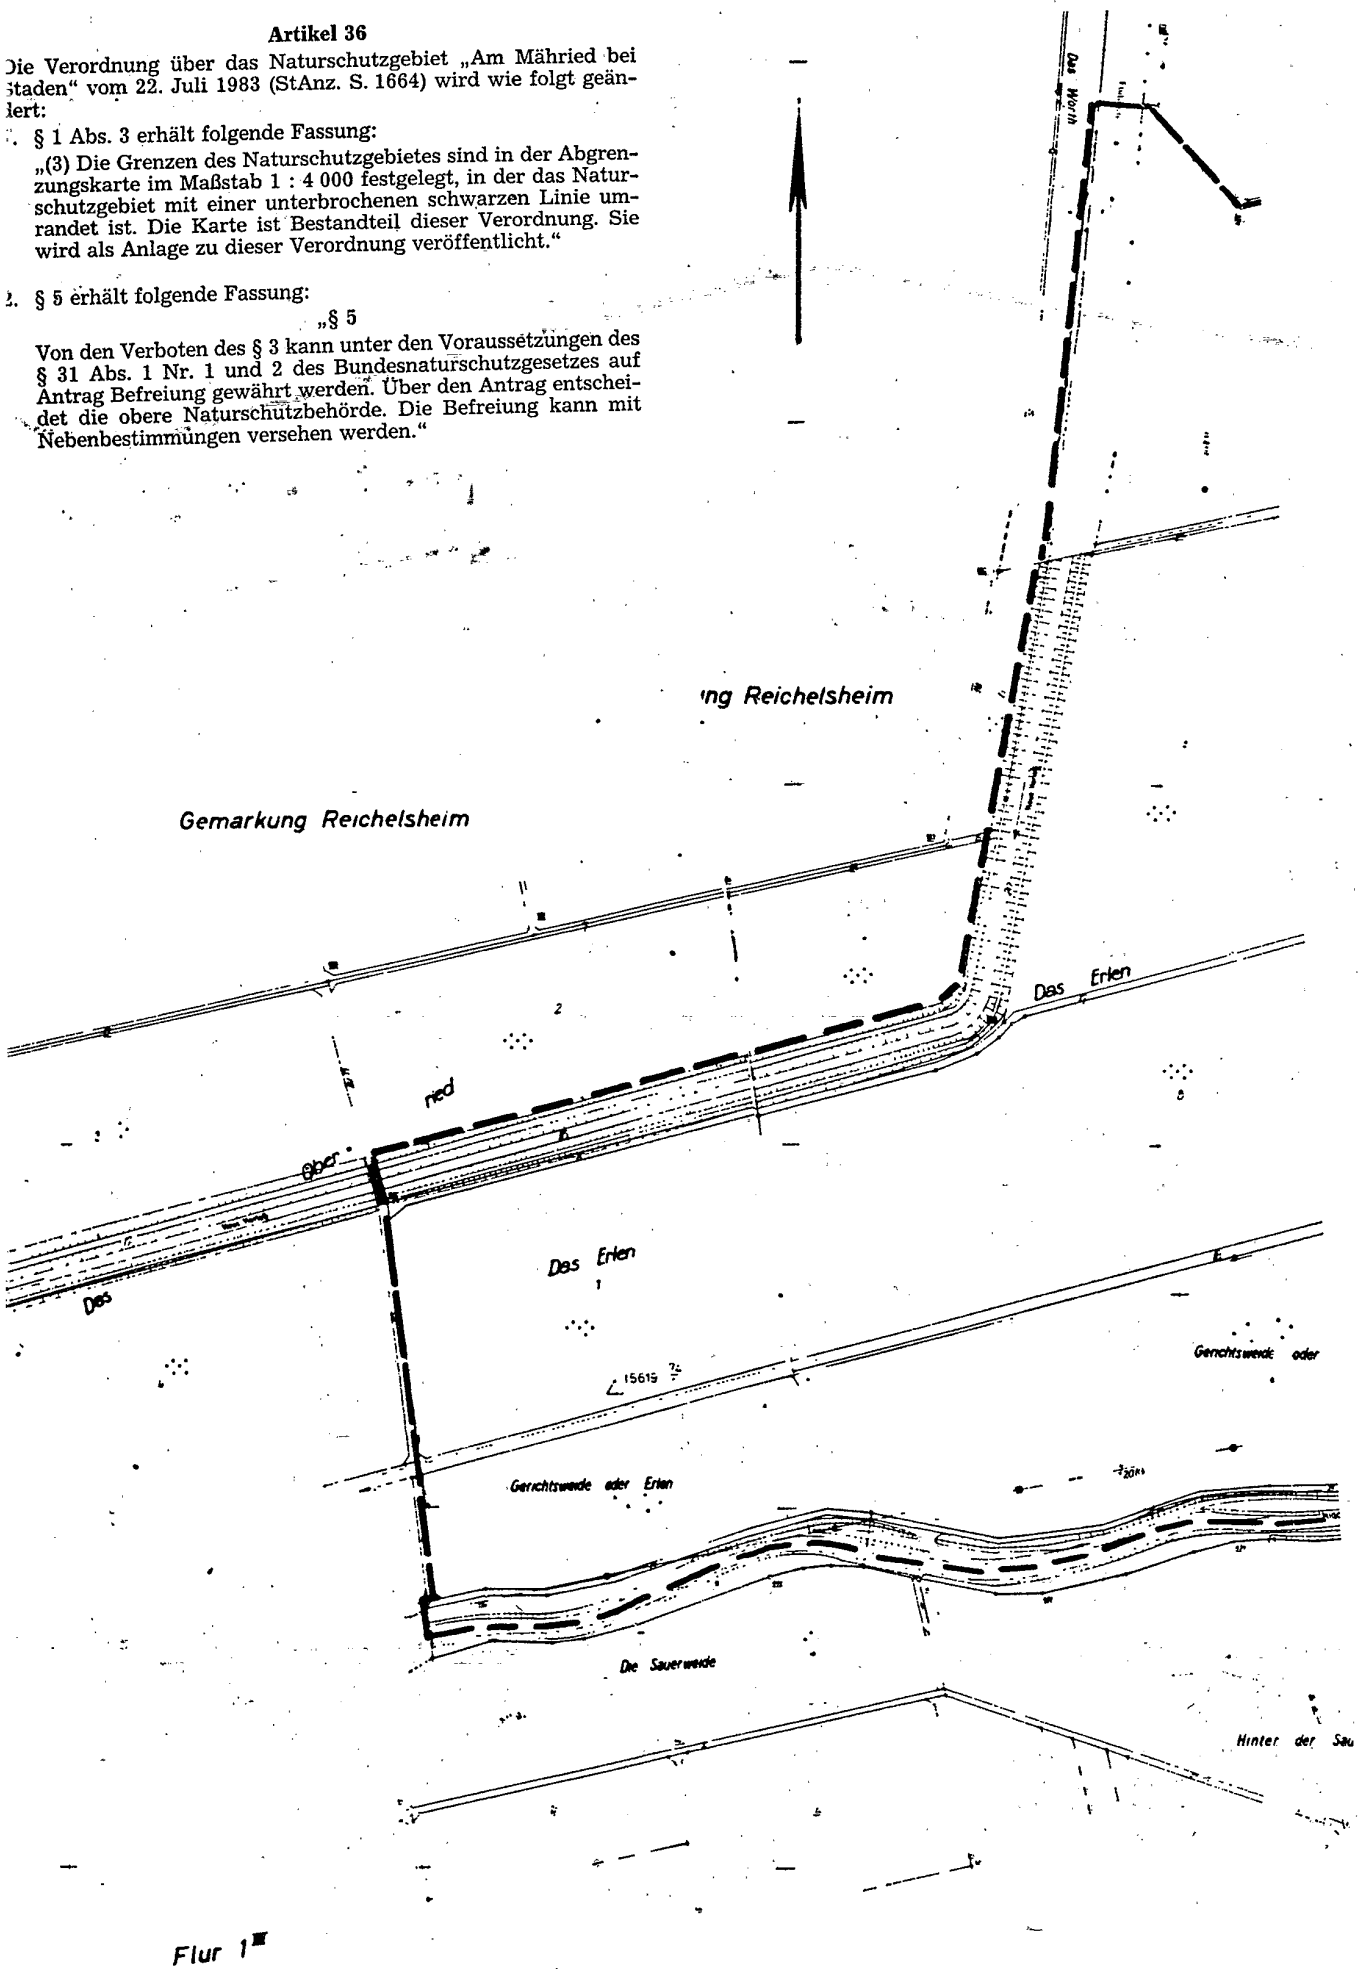 Artikel 36
Die Verordnung über das Naturschutzgebiet „Am Mähried bei
Staden“ vom 22. Juli 1983 (StAnz. S. 1664) wird wie folgt geän-
dert:
. § 1 Abs. 3 erhält folgende Fassung:
„(3) Die Grenzen des Naturschutzgebietes sind in der Abgren-
zungskarte im Maßstab 1 : 4 000 festgelegt, in der das Natur-
schutzgebiet mit einer unterbrochenen schwarzen Linie um-
randet ist. Die Karte ist Bestandteil dieser Verordnung. Sie
wird als Anlage zu dieser Verordnung veröffentlicht.“
2. § 5 erhält folgende Fassung:
„§ 5
Von den Verboten des § 3 kann unter den Voraussetzungen des
§ 31 Abs. 1 Nr. 1 und 2 des Bundesnaturschutzgesetzes auf
Antrag Befreiung gewährt werden. Über den Antrag entschei-
det die obere Naturschutzbehörde. Die Befreiung kann mit
Nebenbestimmungen versehen werden.“
Das Wörth
ng Reichelsheim
Gemarkung Reichelsheim
Das Erlen
2
ried
Ober
8
Das Erlen
1
Das
Gerichtsweide oder
15619
Gerichtsweide oder Erlen
Die Sauerweide
Hinter der Sau
Flur 1 III